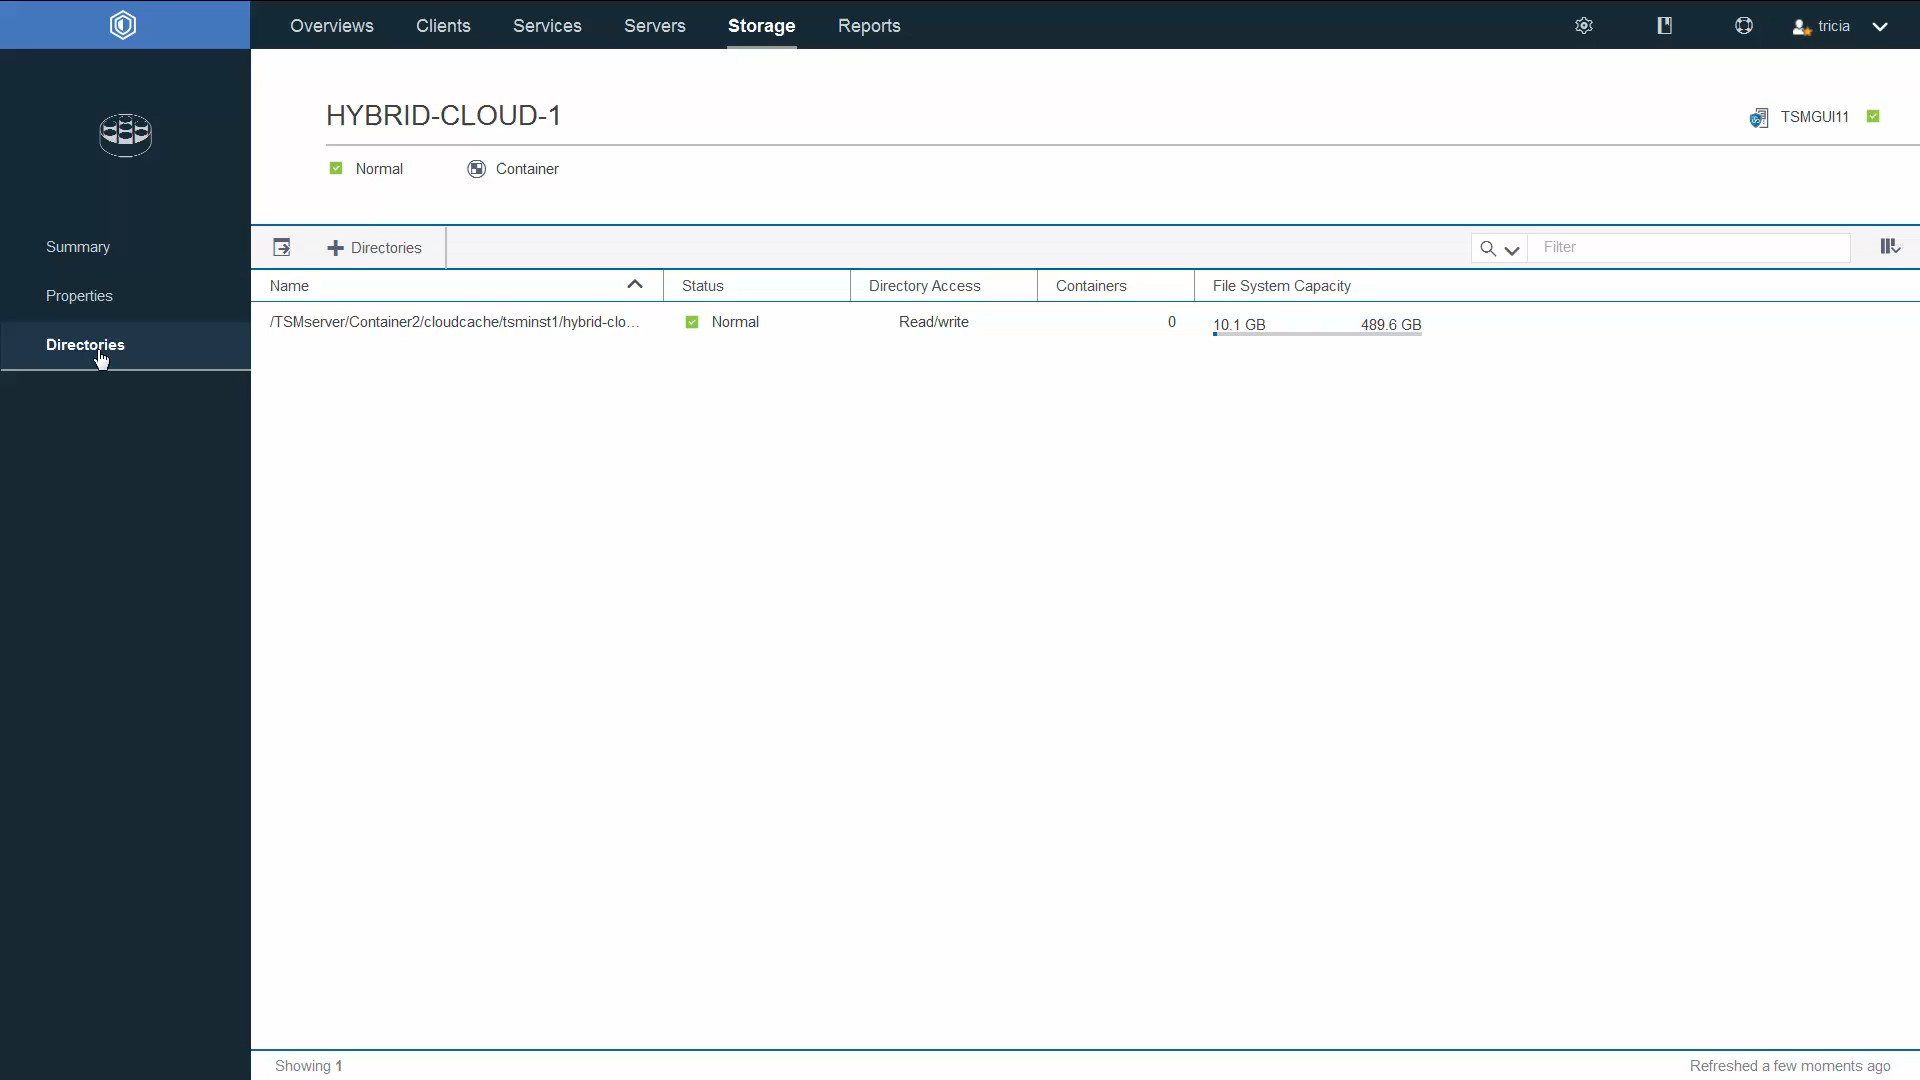 Overviews Clients Services Servers Storage Reports tricia
HYBRID-CLOUD-1
TSMGUI11
Normal Container
Summary
Properties
Directories
Directories
Filter
Name Status Directory Access Containers File System Capacity
/TSMserver/Container2/cloudcache/tsminst1/hybrid-clo... Normal Read/write 0 10.1 GB 489.6 GB
Showing 1
Refreshed a few moments ago